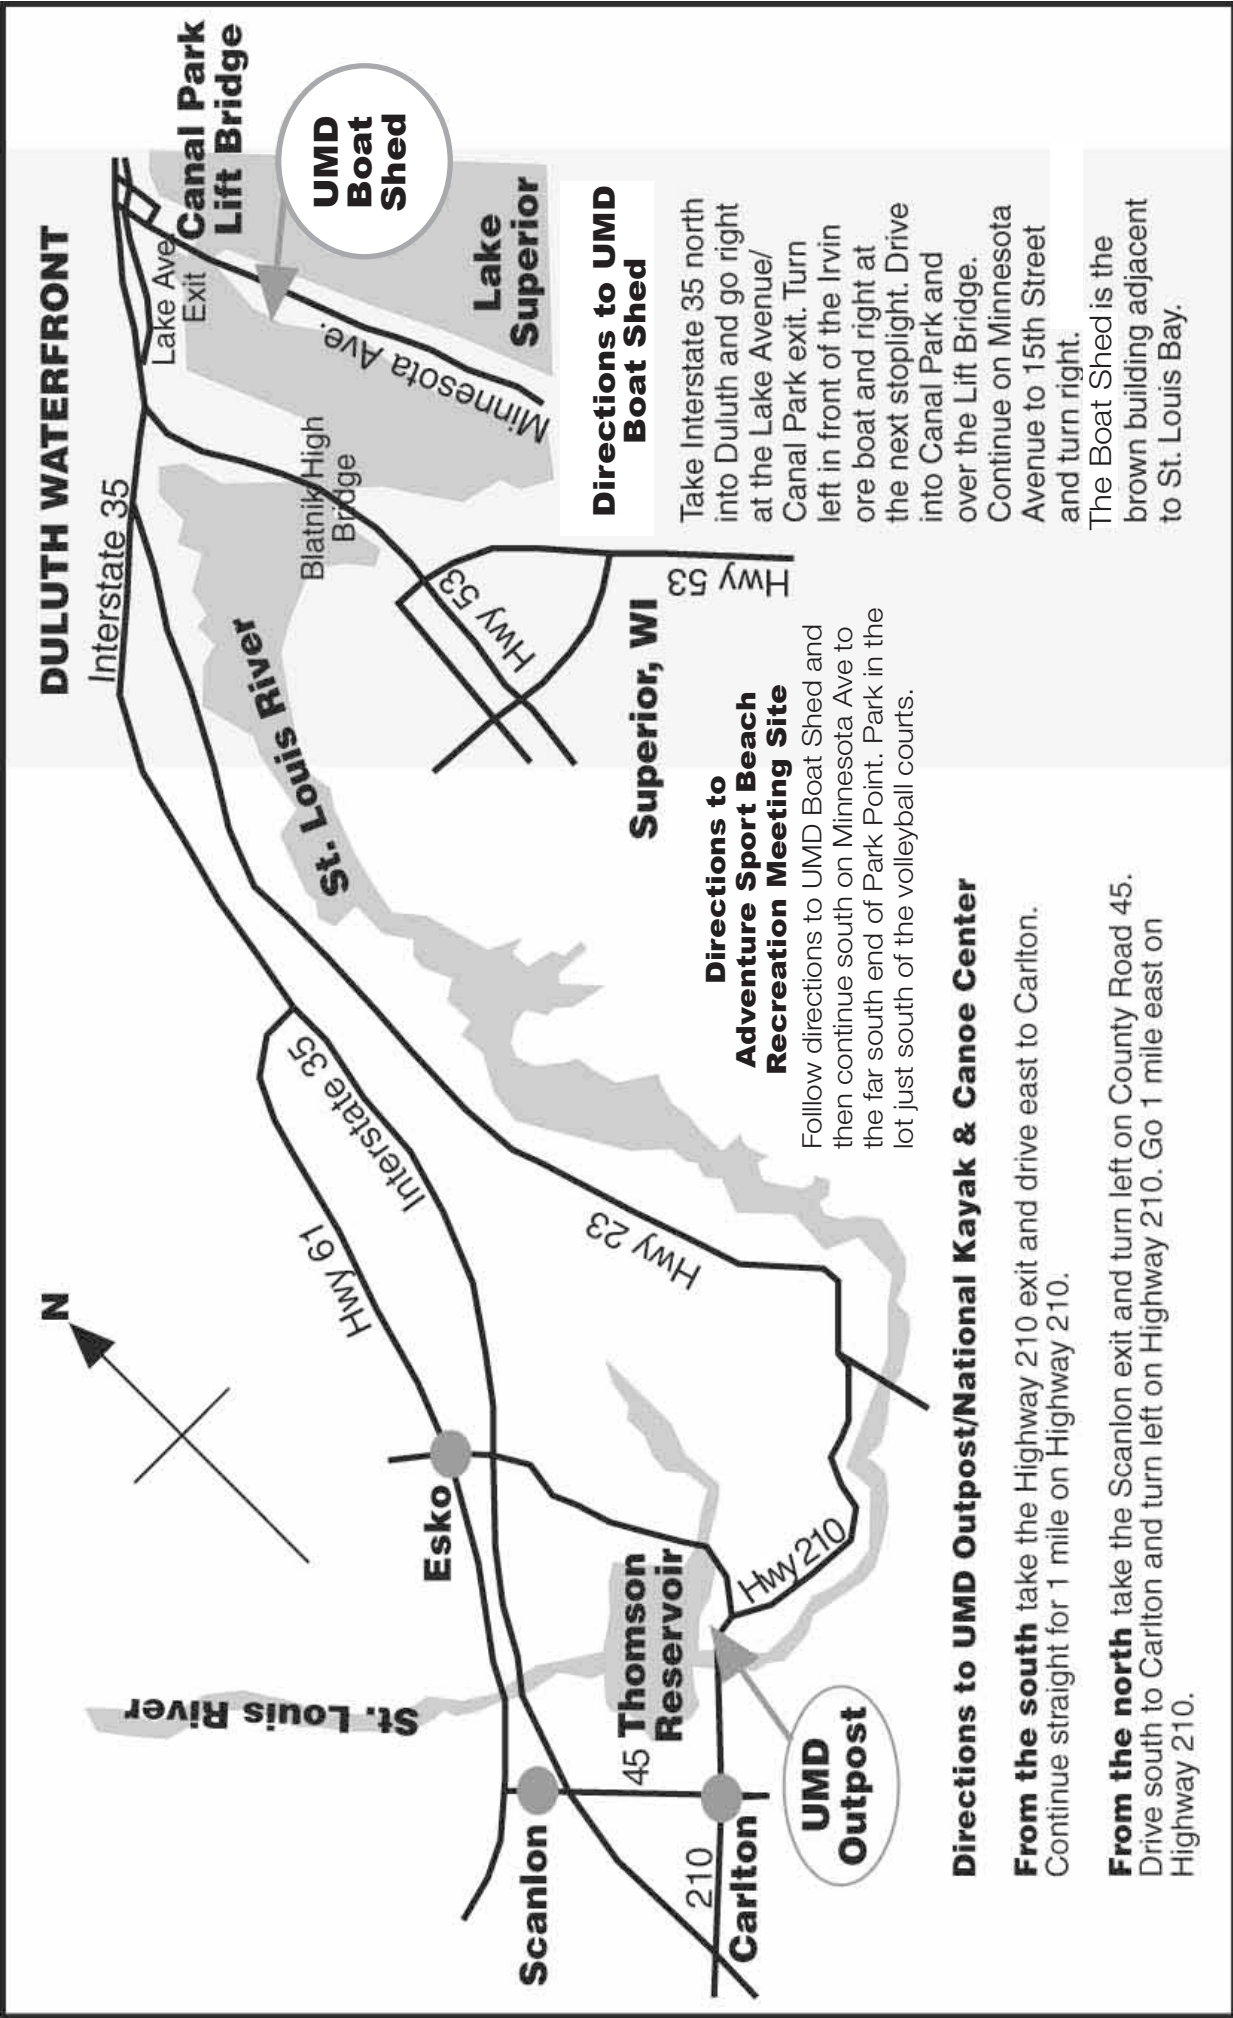 DULUTH WATERFRONT
Interstate 35
Lake Ave
Exit
Canal Park
Lift Bridge
UMD
Boat
Shed
Minnesota Ave.
Lake
Superior
Blatnik High
Bridge
Hwy 53
Hwy 53
Superior, WI
St. Louis River
N
Interstate 35
Hwy 61
Hwy 23
Esko
St. Louis River
Scanlon
45
Thomson
Reservoir
Hwy 210
210
Carlton
UMD
Outpost
Directions to UMD
Boat Shed
Take Interstate 35 north
into Duluth and go right
at the Lake Avenue/
Canal Park exit. Turn
left in front of the Irvin
ore boat and right at
the next stoplight. Drive
into Canal Park and
over the Lift Bridge.
Continue on Minnesota
Avenue to 15th Street
and turn right.
The Boat Shed is the
brown building adjacent
to St. Louis Bay.
Directions to
Adventure Sport Beach
Recreation Meeting Site
Folllow directions to UMD Boat Shed and
then continue south on Minnesota Ave to
the far south end of Park Point. Park in the
lot just south of the volleyball courts.
Directions to UMD Outpost/National Kayak & Canoe Center
From the south take the Highway 210 exit and drive east to Carlton.
Continue straight for 1 mile on Highway 210.
From the north take the Scanlon exit and turn left on County Road 45.
Drive south to Carlton and turn left on Highway 210. Go 1 mile east on
Highway 210.